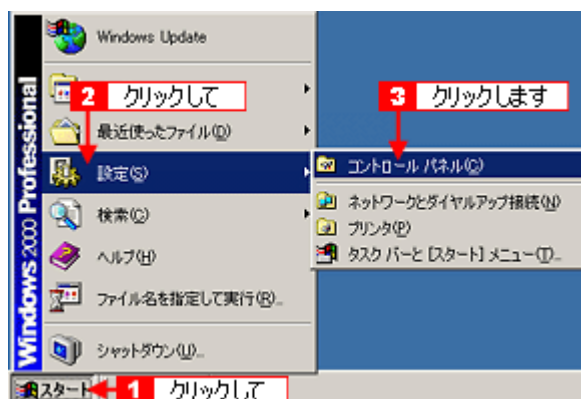 Windows 2000 Professional
Windows Update
2 クリックして
最近使ったファイル(D)
設定(S)
検索(C)
ヘルプ(H)
ファイル名を指定して実行(R)...
シャットダウン(U)...
3 クリックします
コントロール パネル(C)
ネットワークとダイヤルアップ接続(N)
プリンタ(P)
タスク バーと [スタート] メニュー(T)...
スタート
1 クリックして